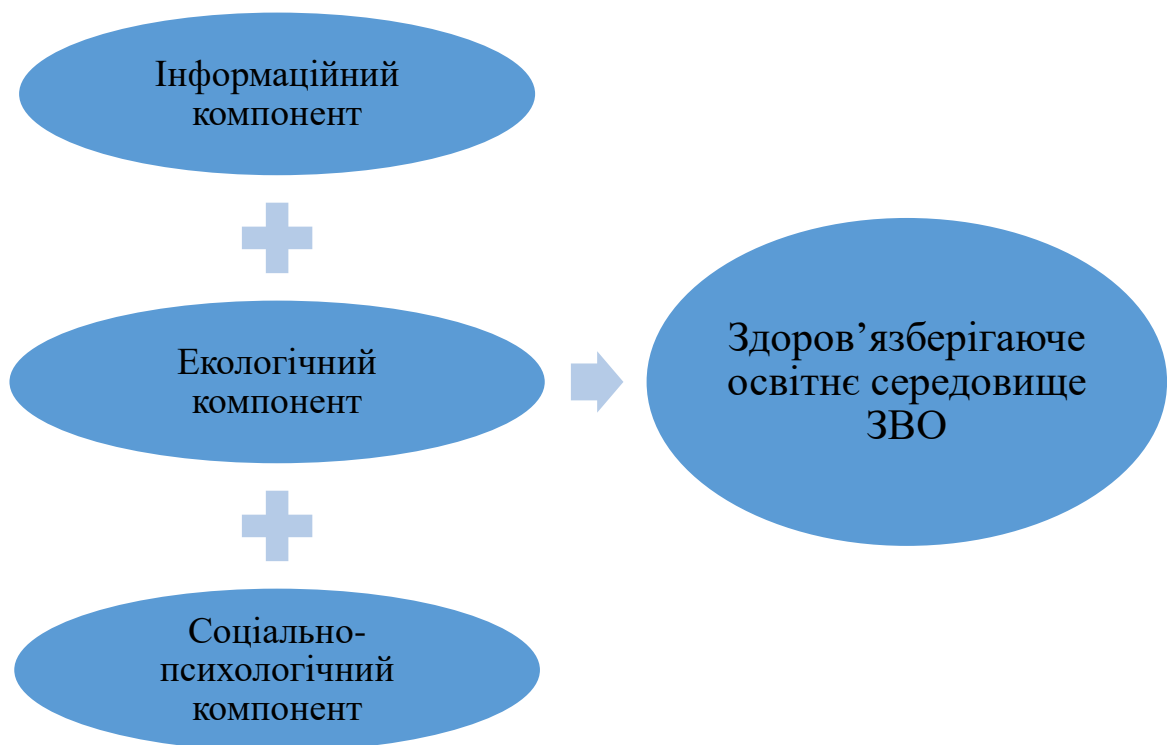 Інформаційний
компонент
Екологічний
компонент
Соціально-
психологічний
компонент
Здоров’язберігаюче
освітнє середовище
ЗВО